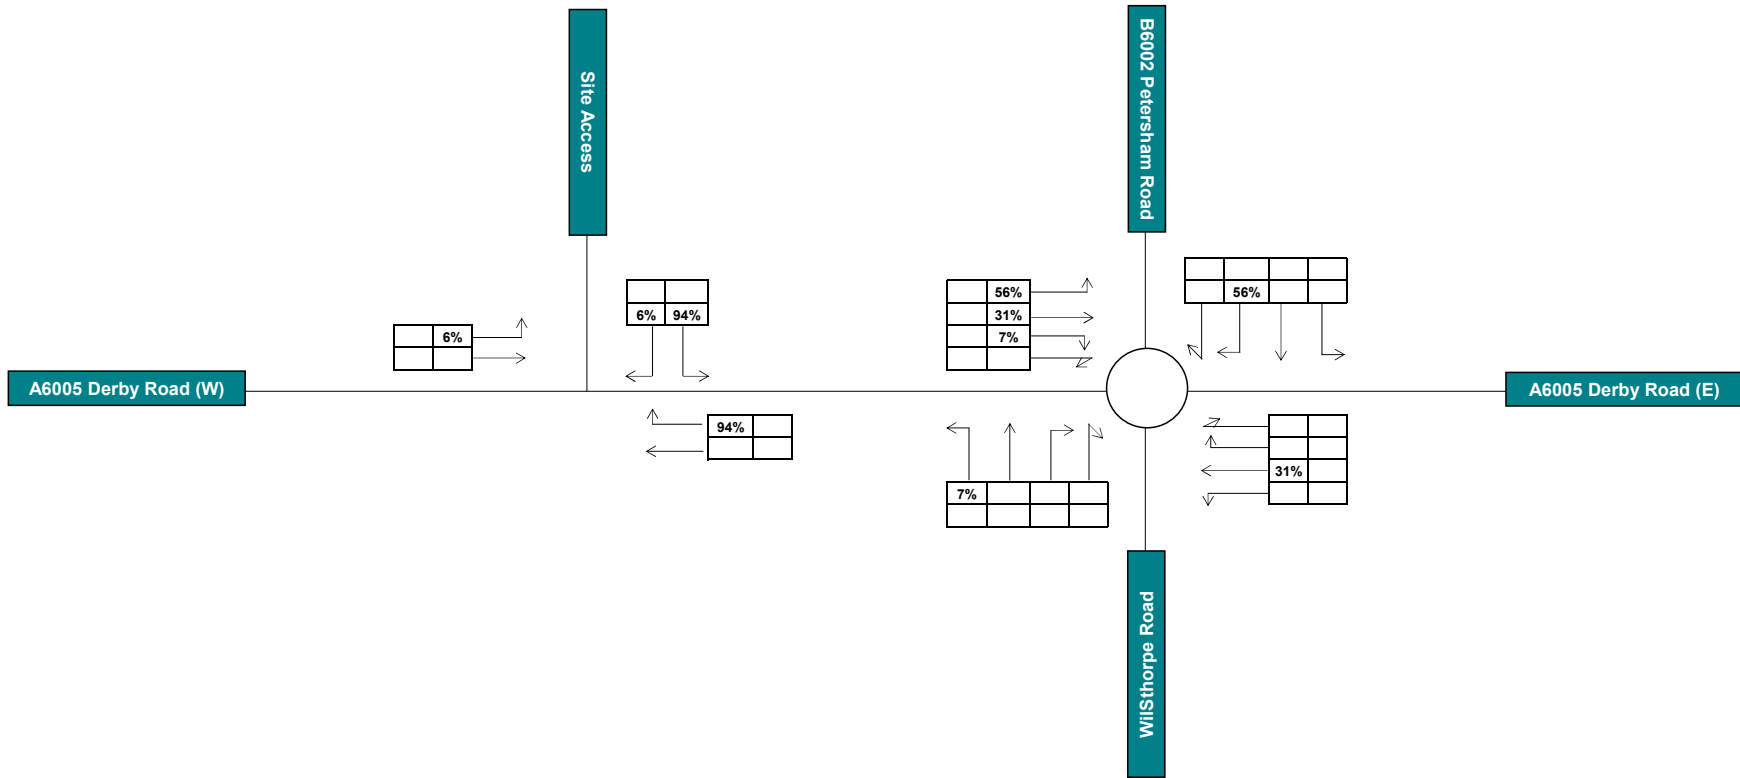 Site Access
B6002 Petersham Road
56%
56%
6%
94%
31%
6%
7%
A6005 Derby Road (W)
A6005 Derby Road (E)
94%
31%
7%
WillSthorpe Road